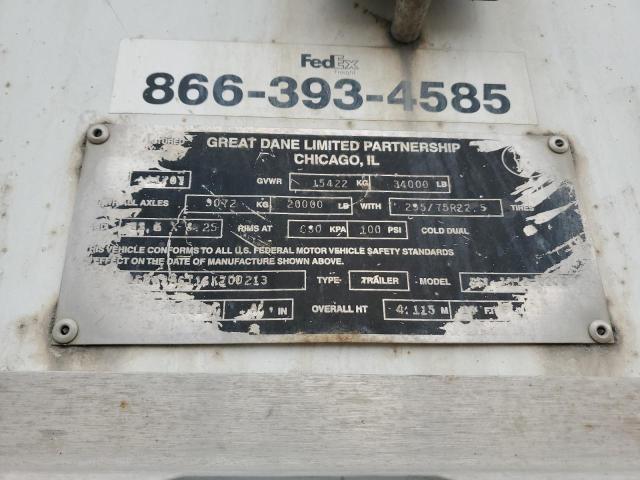 FedEx
Freight
866-393-4585
GREAT DANE LIMITED PARTNERSHIP
CHICAGO, IL
GVWR 15422 KG 34000 LB
AXLES 9072 KG 20000 LB WITH 295/75R22.5 TIRES
25 RIMS AT 690 KPA 100 PSI COLD DUAL
VEHICLE CONFORMS TO ALL U.S. FEDERAL MOTOR VEHICLE SAFETY STANDARDS
EFFECT ON THE DATE OF MANUFACTURE SHOWN ABOVE.
TYPE TRAILER MODEL
IN OVERALL HT 4.115 M